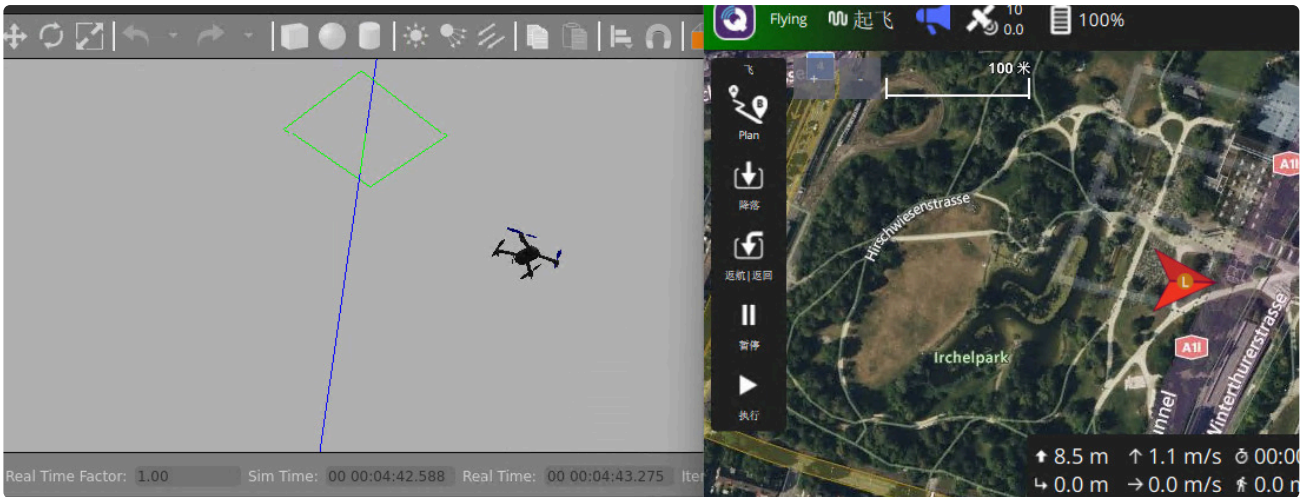 Real Time Factor: 1.00 Sim Time: 00 00:04:42.588 Real Time: 00 00:04:43.275 Iter
Flying 起飞 10 0.0 100%
飞
Plan
降落
返航|返回
暂停
执行
4
+ -
100 米
Hirschwiesenstrasse
Irchelpark
A1l
A1l
L
Winterthurerstrasse
unnel
8.5 m 1.1 m/s 00:00
0.0 m 0.0 m/s 0.0 m